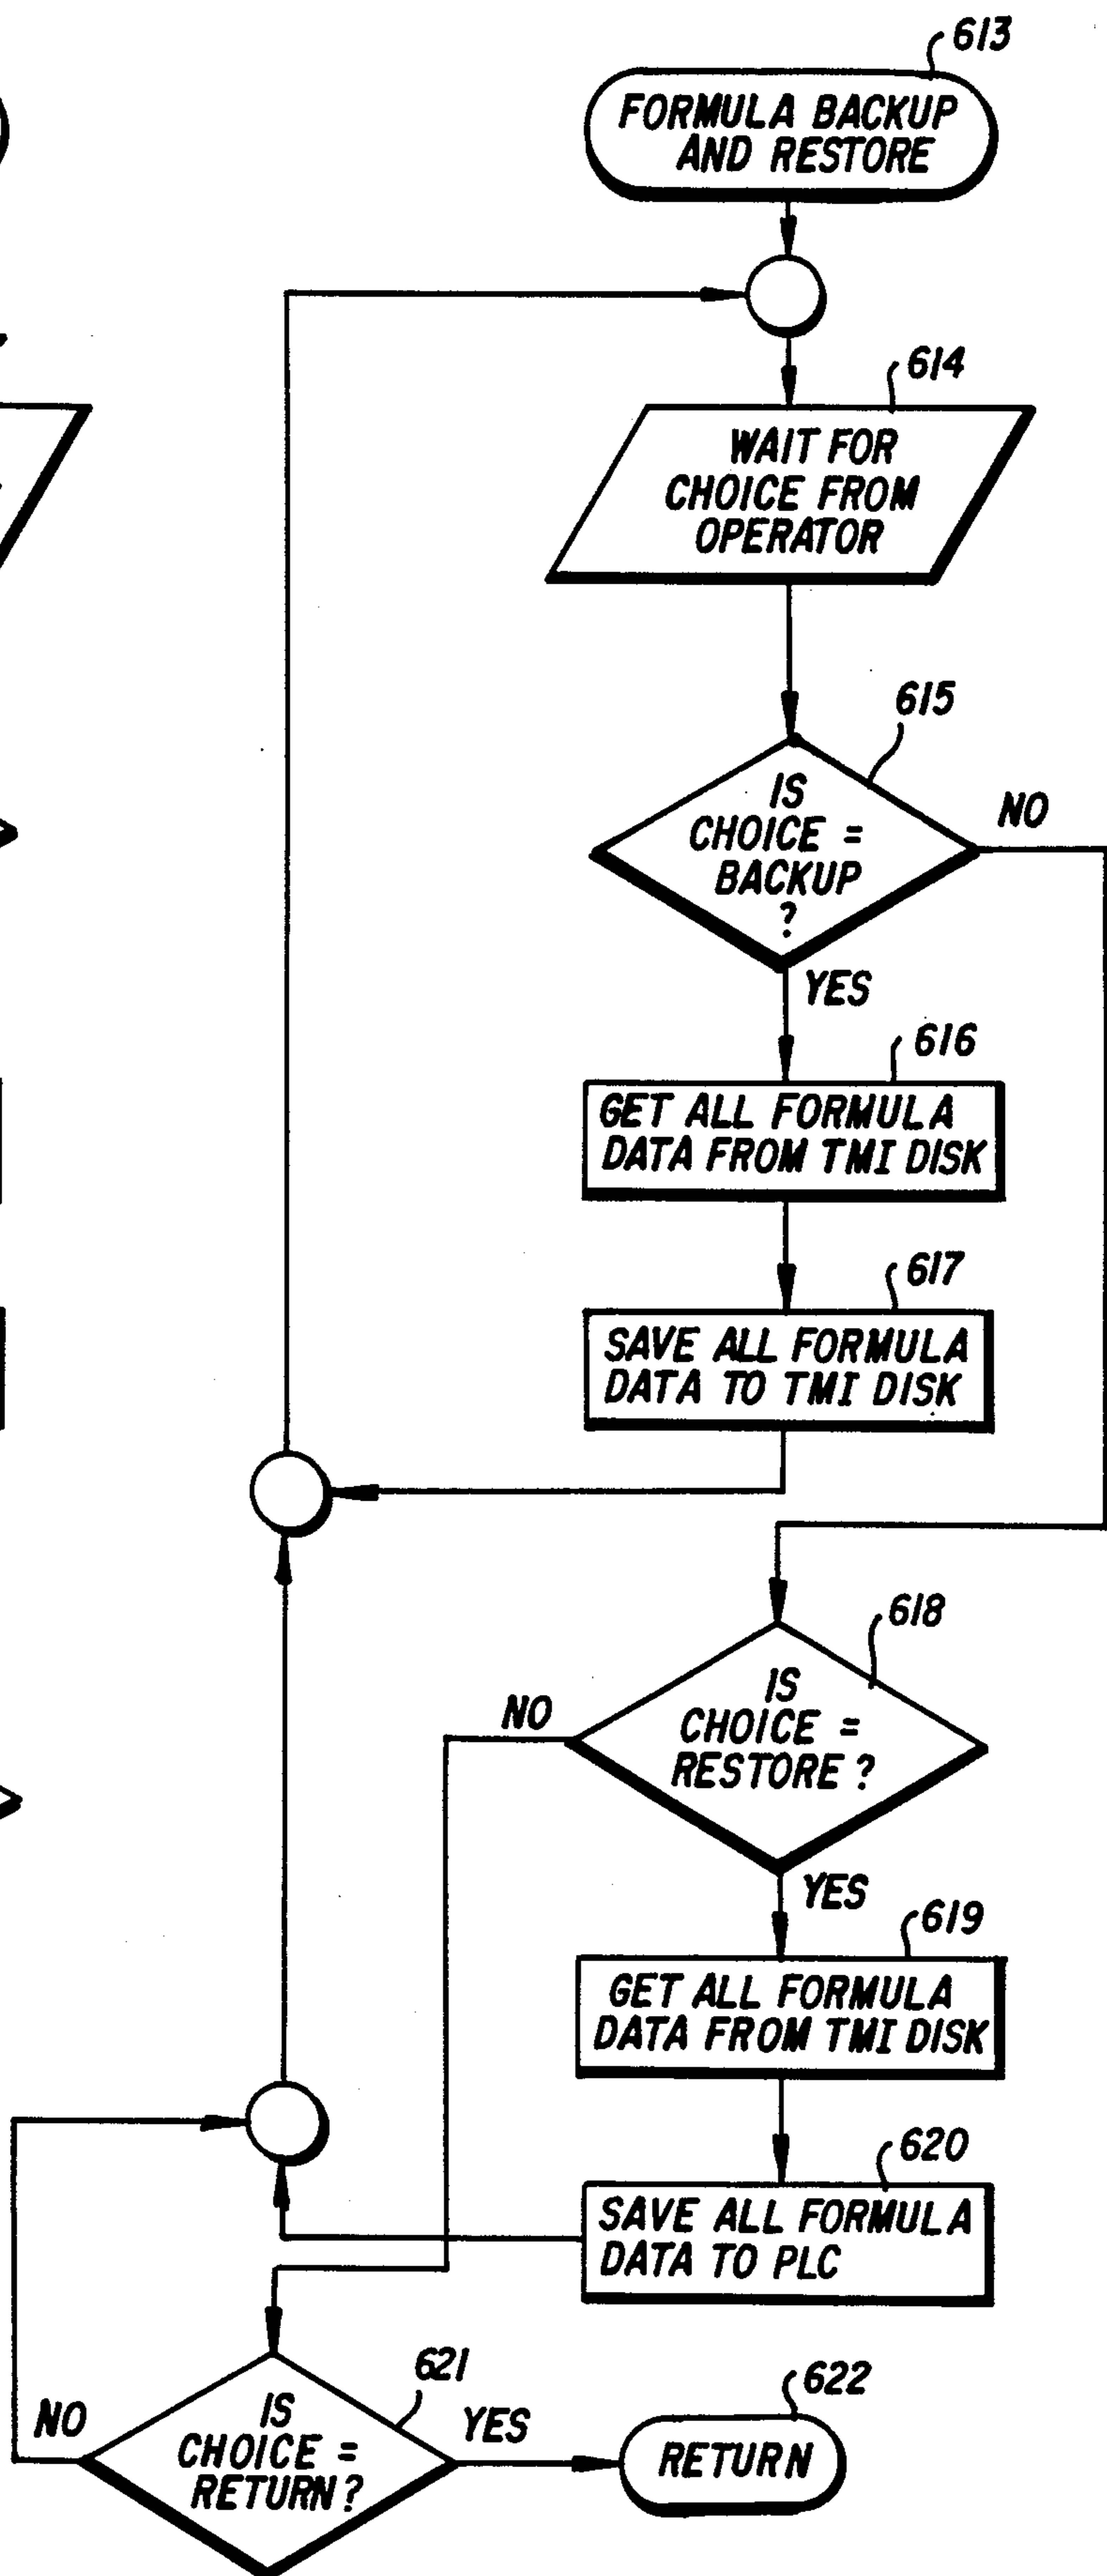 613
FORMULA BACKUP
AND RESTORE
614
WAIT FOR
CHOICE FROM
OPERATOR
615
IS
CHOICE =
BACKUP
?
NO
YES
616
GET ALL FORMULA
DATA FROM TMI DISK
617
SAVE ALL FORMULA
DATA TO TMI DISK
618
IS
CHOICE =
RESTORE ?
NO
YES
619
GET ALL FORMULA
DATA FROM TMI DISK
620
SAVE ALL FORMULA
DATA TO PLC
621
IS
CHOICE =
RETURN?
NO
YES
622
RETURN